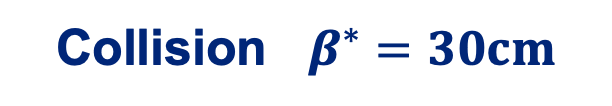 Collision β* = 30cm